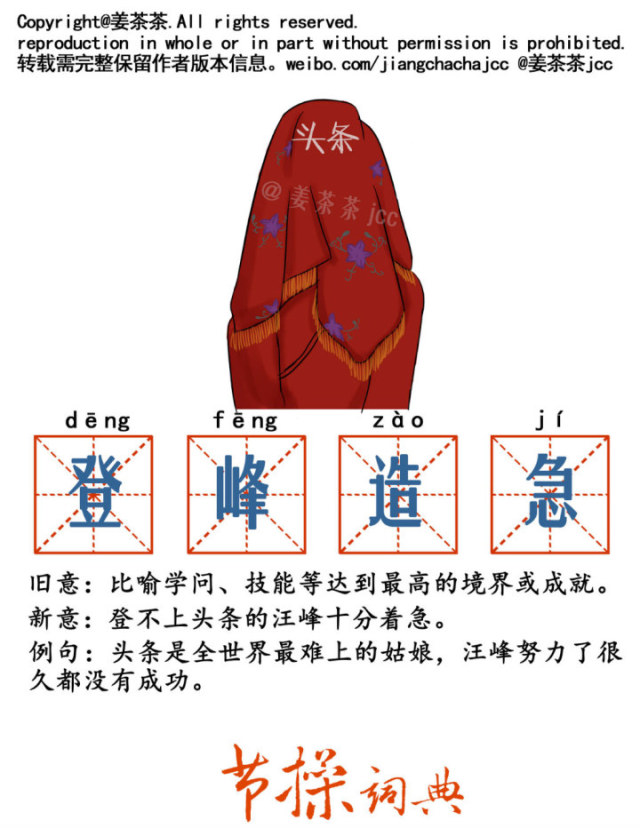 Copyright@姜茶茶.All rights reserved.
reproduction in whole or in part without permission is prohibited.
转载需完整保留作者版本信息。weibo.com/jiangchachajcc @姜茶茶jcc
头条
@姜茶茶jcc
dēng fēng zào jí
登峰造急
旧意：比喻学问、技能等达到最高的境界或成就。
新意：登不上头条的汪峰十分着急。
例句：头条是全世界最难上的姑娘，汪峰努力了很
久都没有成功。
节操词典